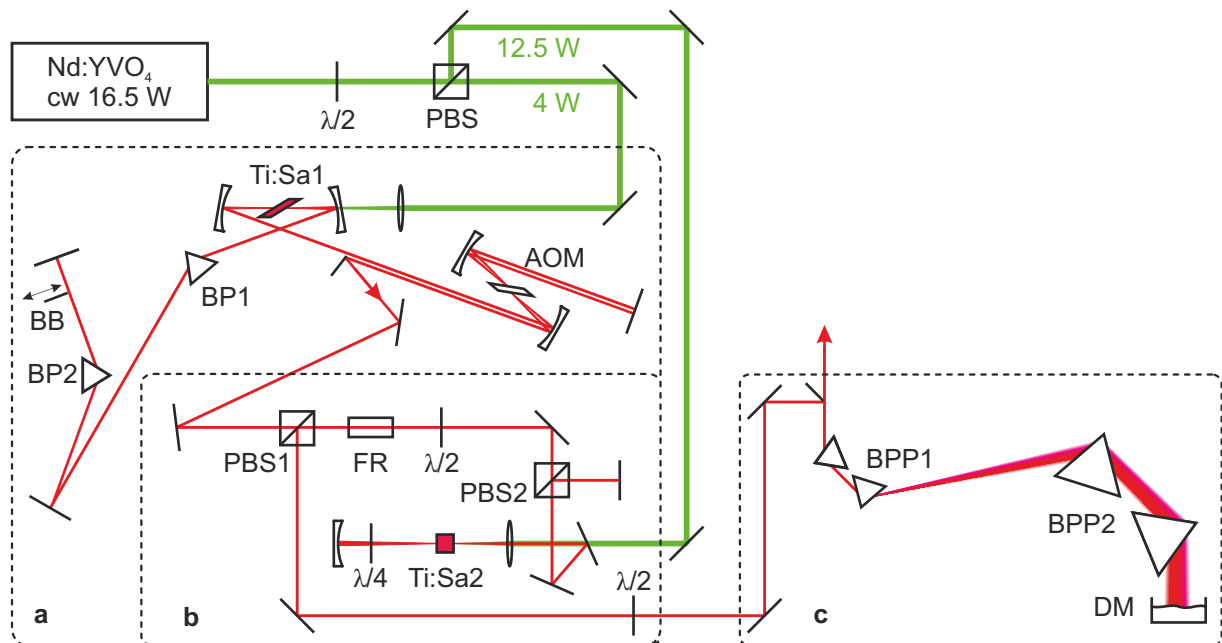 12.5 W
Nd:YVO₄
cw 16.5 W
4 W
λ/2
PBS
Ti:Sa1
AOM
BP1
BB
BP2
PBS1
FR
λ/2
PBS2
BPP1
BPP2
λ/4
Ti:Sa2
λ/2
DM
a
b
c